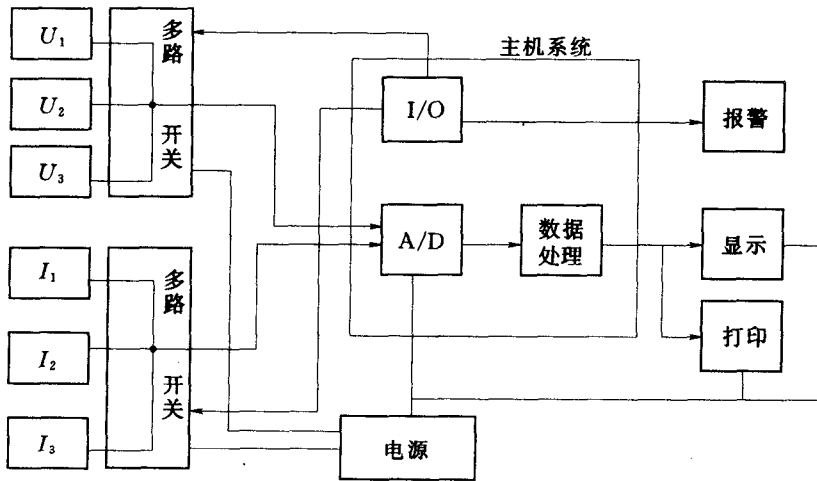 U₁
U₂
U₃
多路
开关
I₁
I₂
I₃
多路
开关
主机系统
I/O
A/D
数据
处理
报警
显示
打印
电源